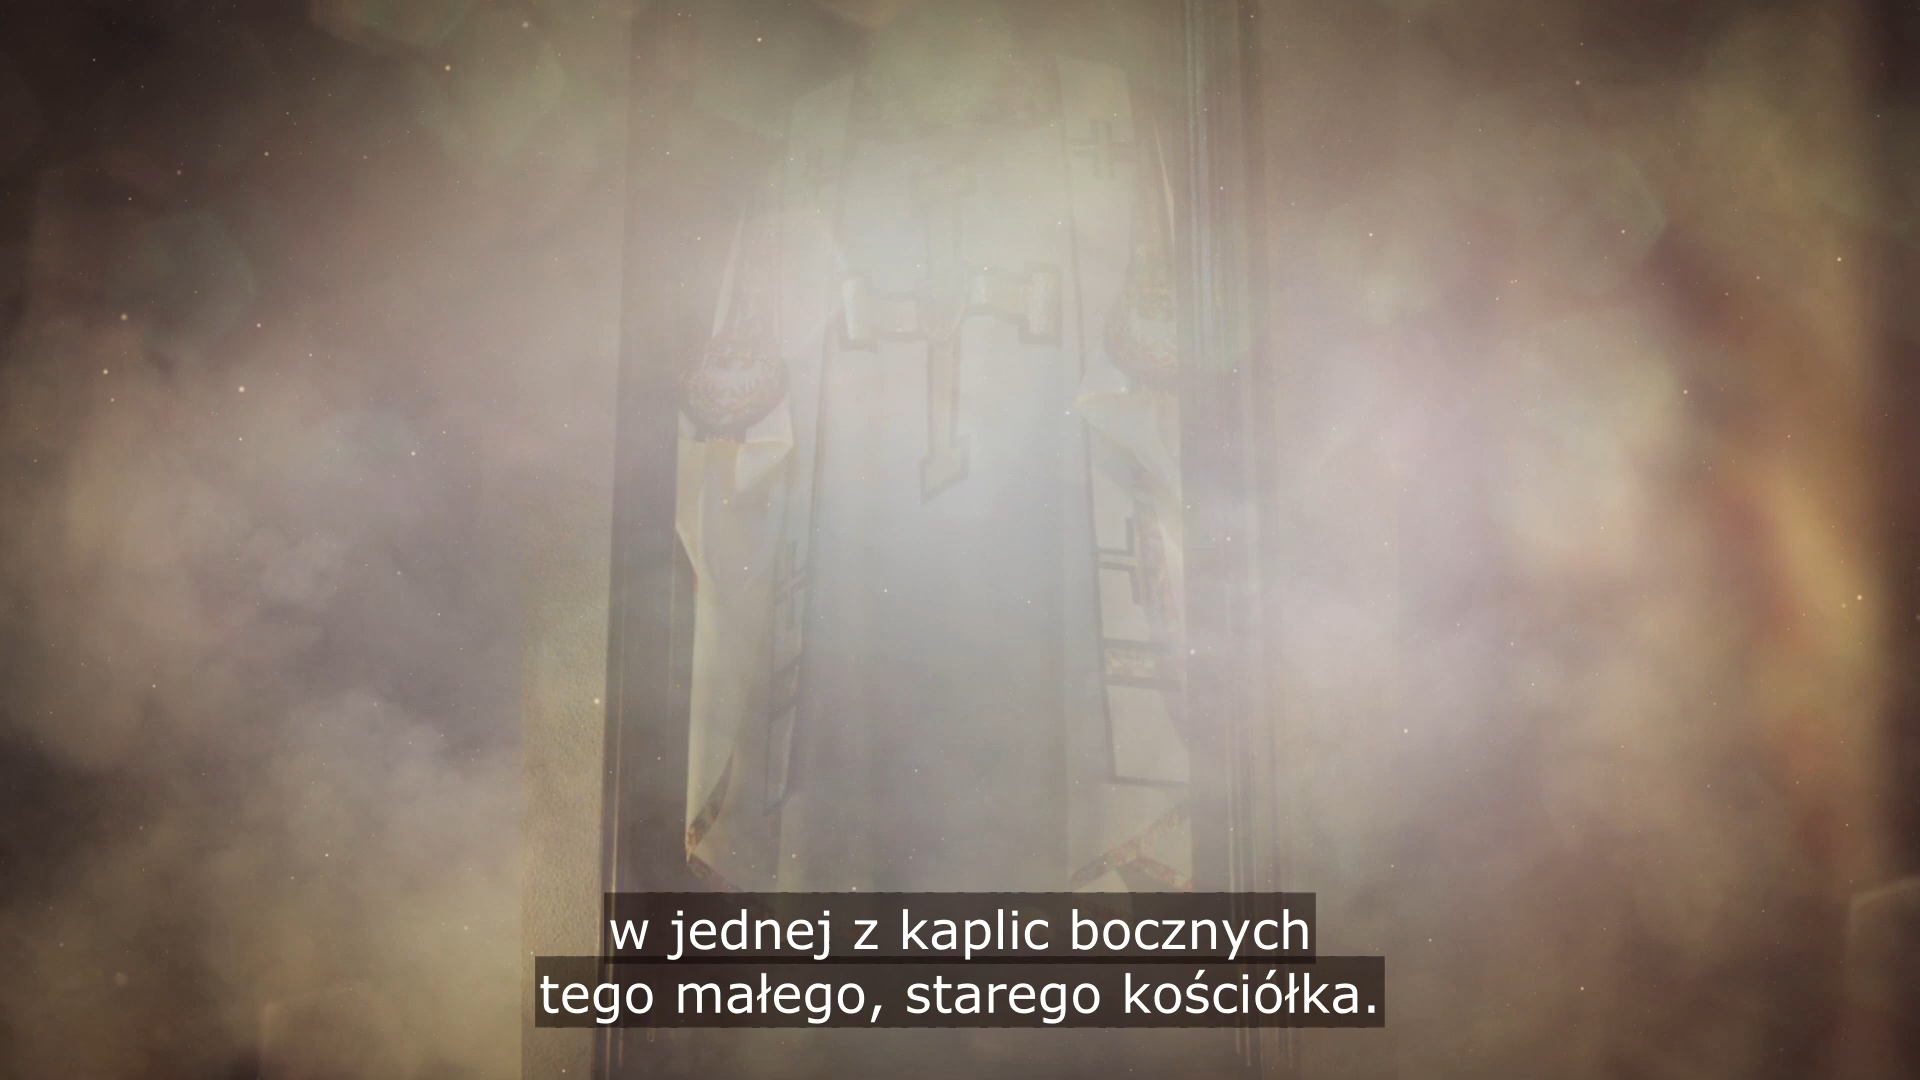 w jednej z kaplic bocznych
tego małego, starego kościółka.